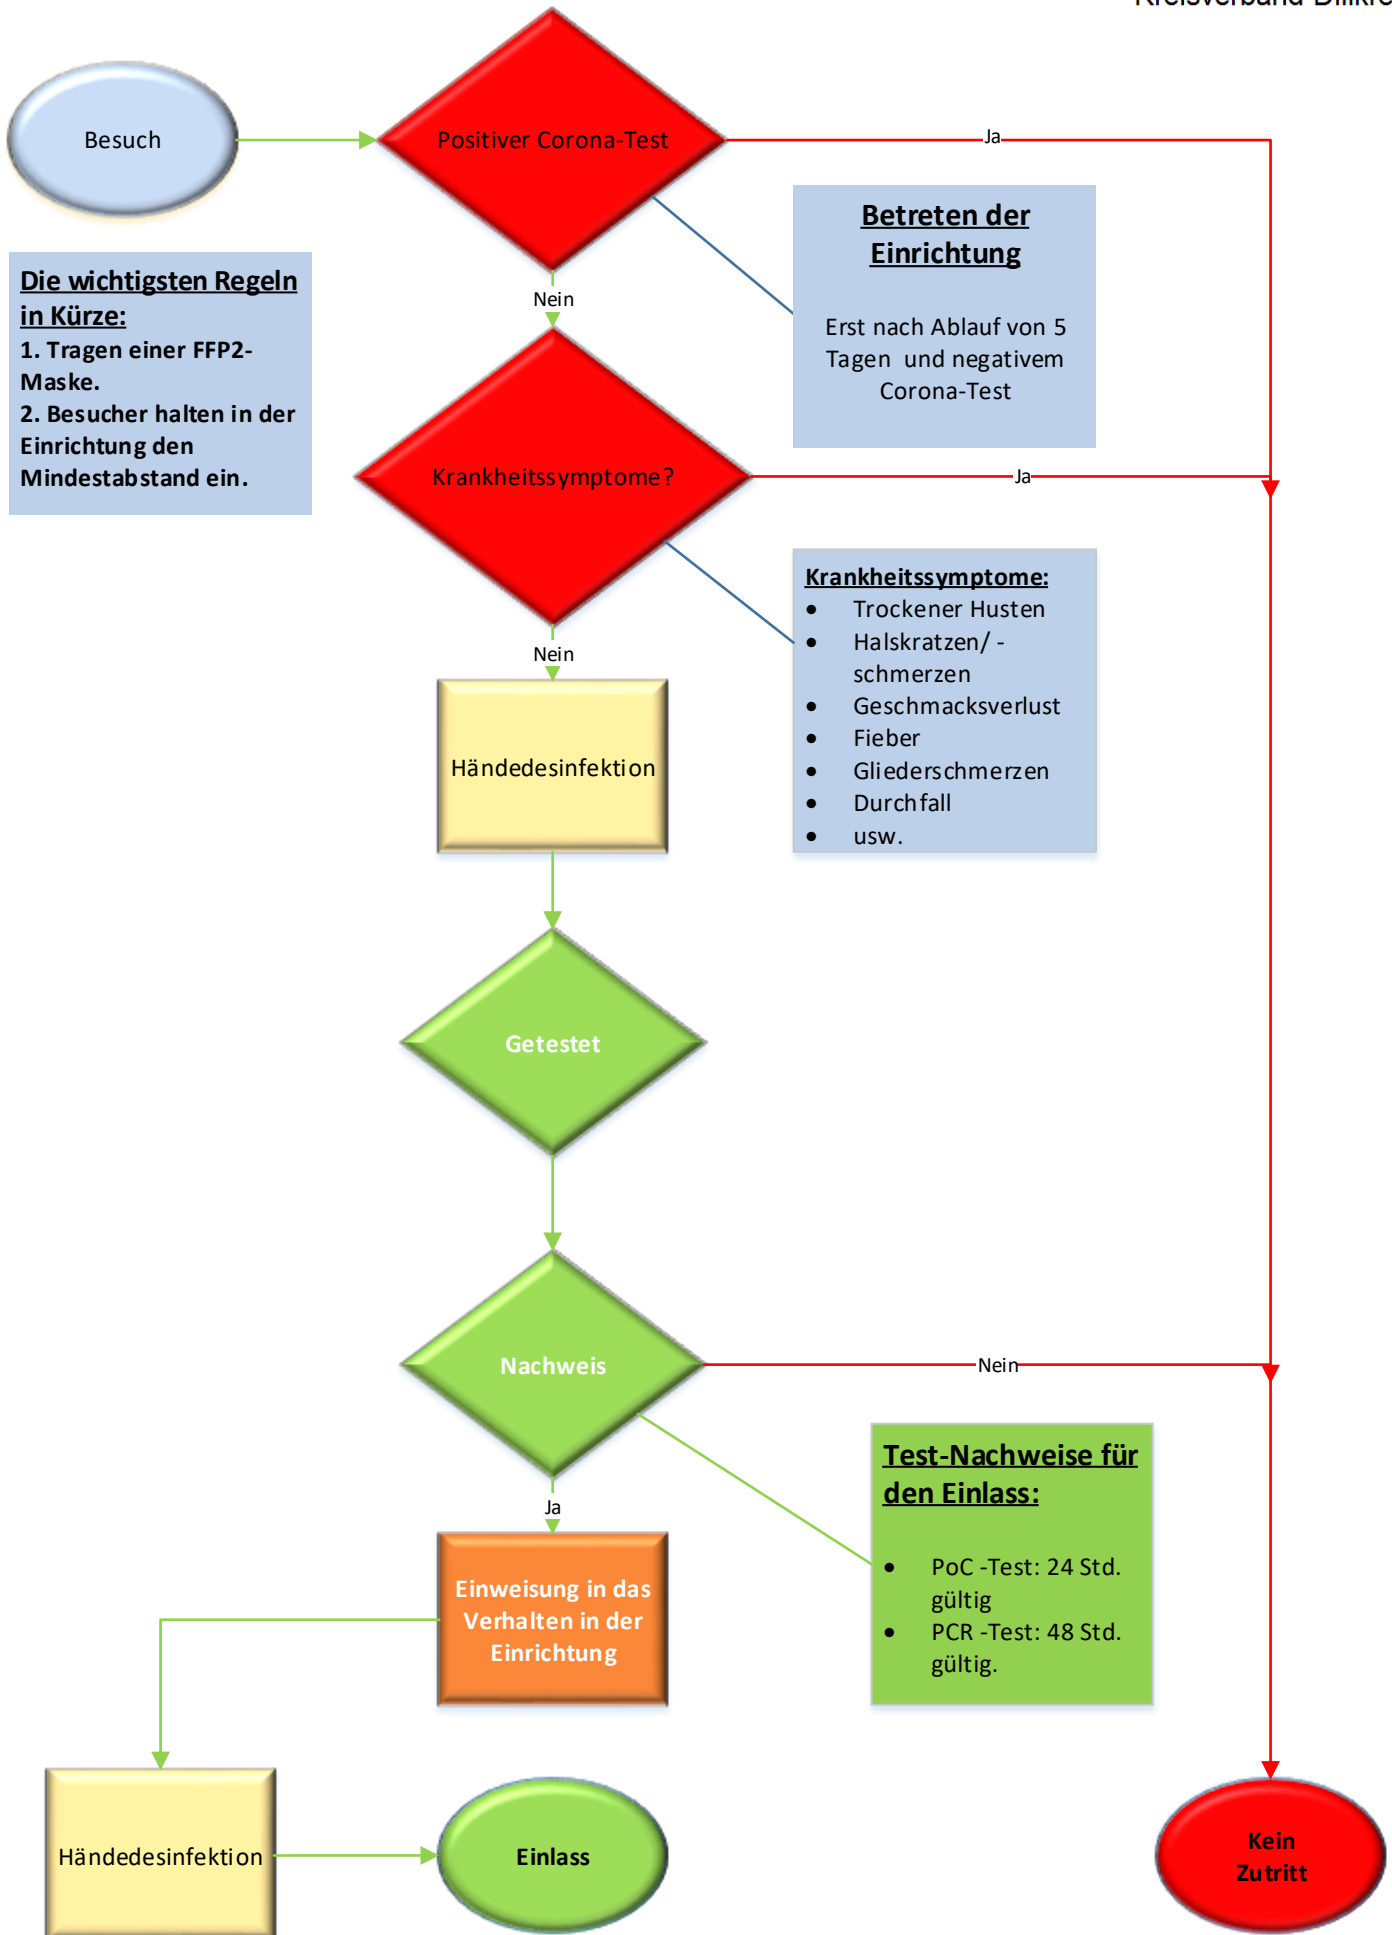 Kreisverband Dillkre
Besuch
Positiver Corona-Test
Ja
Betreten der
Einrichtung
Erst nach Ablauf von 5
Tagen und negativem
Corona-Test
Die wichtigsten Regeln
in Kürze:
1. Tragen einer FFP2-
Maske.
2. Besucher halten in der
Einrichtung den
Mindestabstand ein.
Nein
Krankheitssymptome?
Ja
Krankheitssymptome:
• Trockener Husten
• Halskratzen/ -
schmerzen
• Geschmacksverlust
• Fieber
• Gliederschmerzen
• Durchfall
• usw.
Nein
Händedesinfektion
Getestet
Nachweis
Nein
Test-Nachweise für
den Einlass:
• PoC -Test: 24 Std.
gültig
• PCR -Test: 48 Std.
gültig.
Ja
Einweisung in das
Verhalten in der
Einrichtung
Händedesinfektion
Einlass
Kein
Zutritt